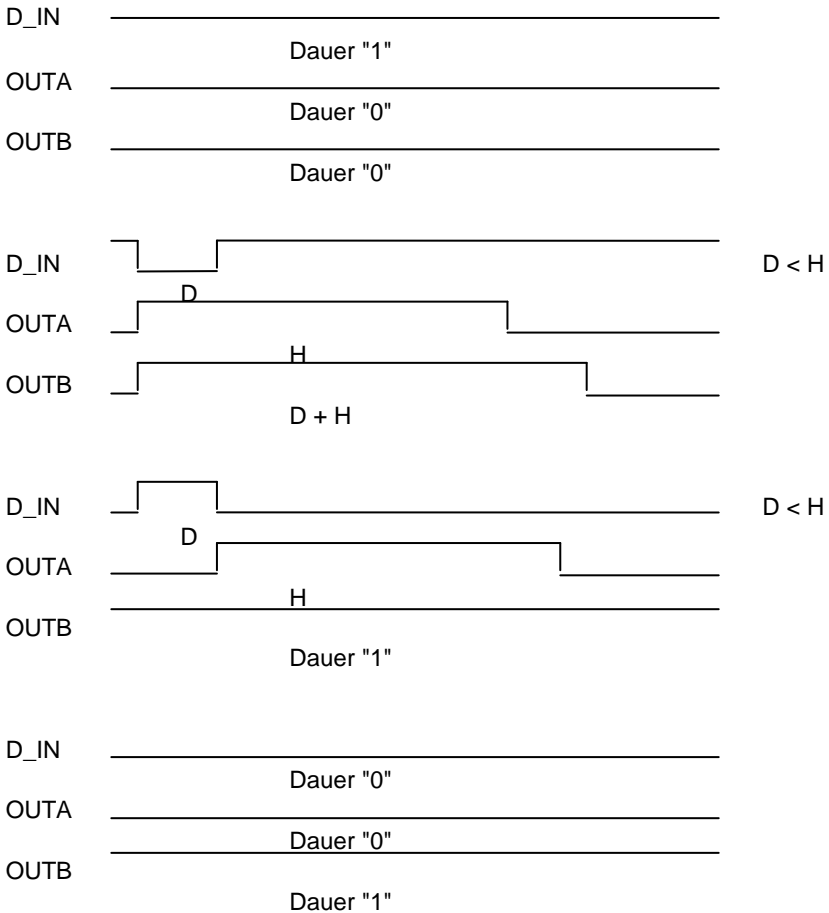 D_IN
Dauer "1"
OUTA
Dauer "0"
OUTB
Dauer "0"
D_IN D < H
D
OUTA
H
OUTB
D + H
D_IN D < H
D
OUTA
H
OUTB
Dauer "1"
D_IN
Dauer "0"
OUTA
Dauer "0"
OUTB
Dauer "1"